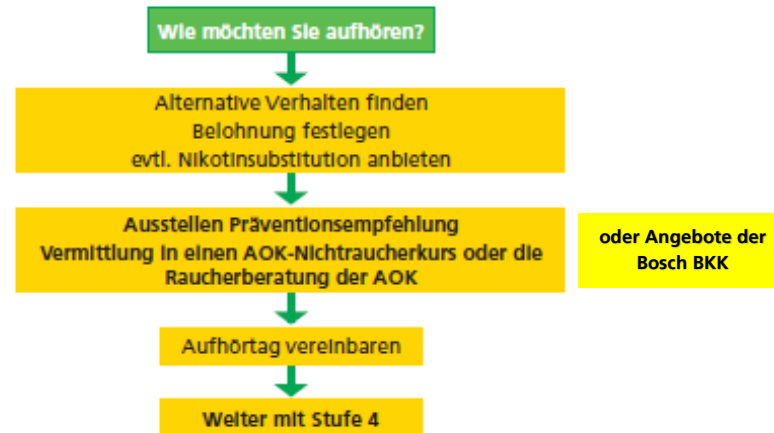 Wie möchten Sie aufhören?
Alternative Verhalten finden
Belohnung festlegen
evtl. Nikotinsubstitution anbieten
Ausstellen Präventionsempfehlung
Vermittlung in einen AOK-Nichtraucherkurs oder die
Raucherberatung der AOK
oder Angebote der
Bosch BKK
Aufhörtag vereinbaren
Weiter mit Stufe 4